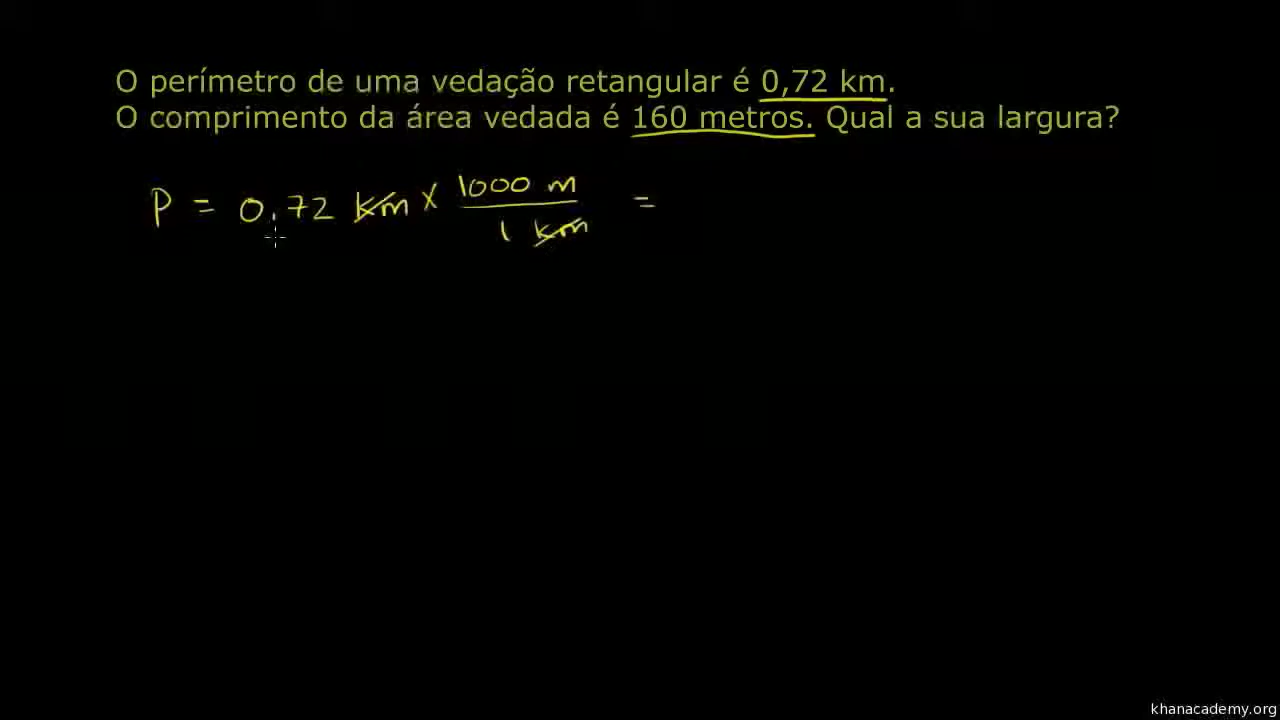 O perímetro de uma vedação retangular é 0,72 km.
O comprimento da área vedada é 160 metros. Qual a sua largura?
P = 0.72 km x 1000 m / 1 km =
khanacademy.org